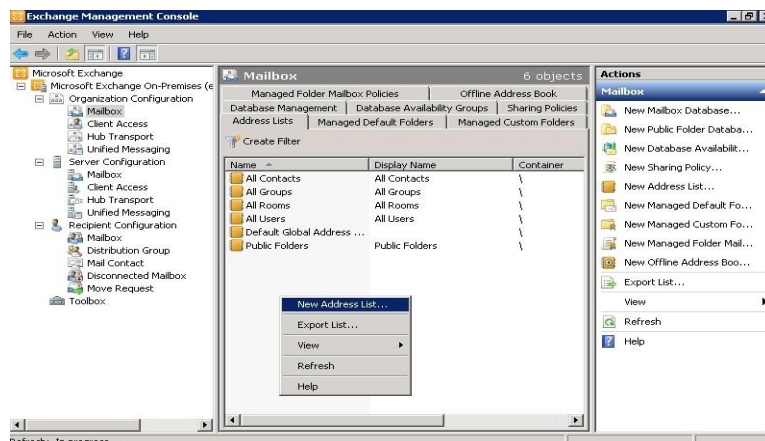 Exchange Management Console
File Action View Help
Microsoft Exchange
Microsoft Exchange On-Premises (e
Organization Configuration
Mailbox
Client Access
Hub Transport
Unified Messaging
Server Configuration
Mailbox
Client Access
Hub Transport
Unified Messaging
Recipient Configuration
Mailbox
Distribution Group
Mail Contact
Disconnected Mailbox
Move Request
Toolbox
Mailbox 6 objects
Managed Folder Mailbox Policies Offline Address Book
Database Management Database Availability Groups Sharing Policies
Address Lists Managed Default Folders Managed Custom Folders
Create Filter
Name Display Name Container
All Contacts All Contacts \
All Groups All Groups \
All Rooms All Rooms \
All Users All Users \
Default Global Address ... \
Public Folders Public Folders \
New Address List...
Export List...
View
Refresh
Help
Actions
Mailbox
New Mailbox Database...
New Public Folder Databa...
New Database Availabilit...
New Sharing Policy...
New Address List...
New Managed Default Fo...
New Managed Custom Fo...
New Managed Folder Mail...
New Offline Address Boo...
Export List...
View
Refresh
Help